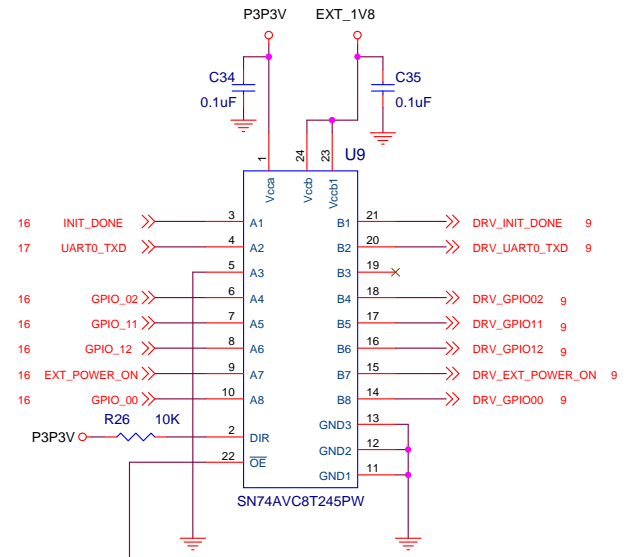 P3P3V EXT_1V8
C34 C35
0.1uF 0.1uF
1 24 23 U9
Vcca Vccb Vccb1
16 INIT_DONE 3 A1 B1 21 DRV_INIT_DONE 9
17 UART0_TXD 4 A2 B2 20 DRV_UART0_TXD 9
5 A3 B3 19
16 GPIO_02 6 A4 B4 18 DRV_GPIO02 9
16 GPIO_11 7 A5 B5 17 DRV_GPIO11 9
16 GPIO_12 8 A6 B6 16 DRV_GPIO12 9
16 EXT_POWER_ON 9 A7 B7 15 DRV_EXT_POWER_ON 9
16 GPIO_00 10 A8 B8 14 DRV_GPIO00 9
R26 10K GND3 13
P3P3V 2 DIR GND2 12
22 OE GND1 11
SN74AVC8T245PW